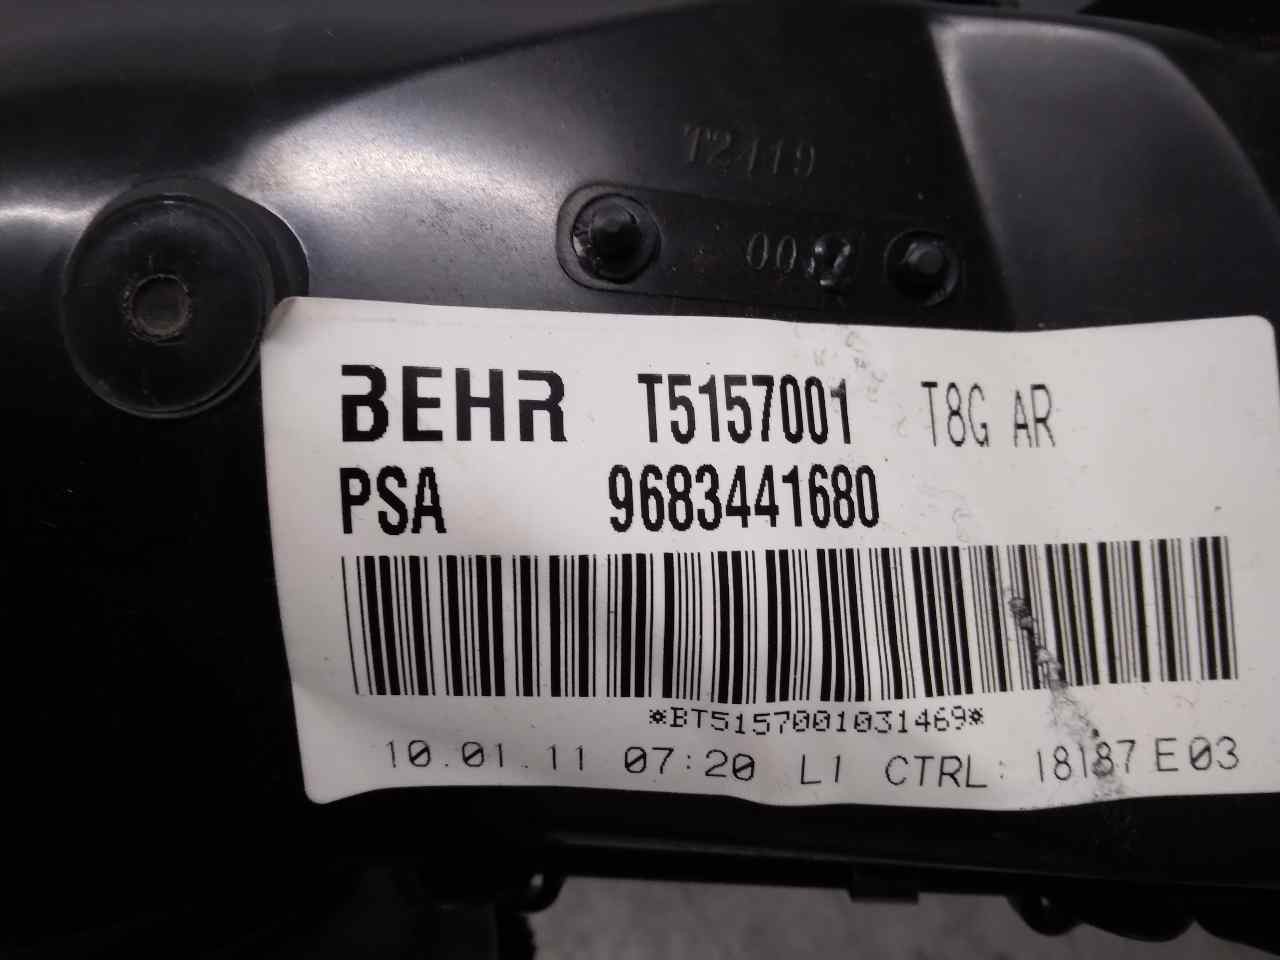 T2119
BEHR T5157001 T8G AR
PSA 9683441680
*BT5157001031469*
10.01.11 07:20 L1 CTRL: 18187 E03